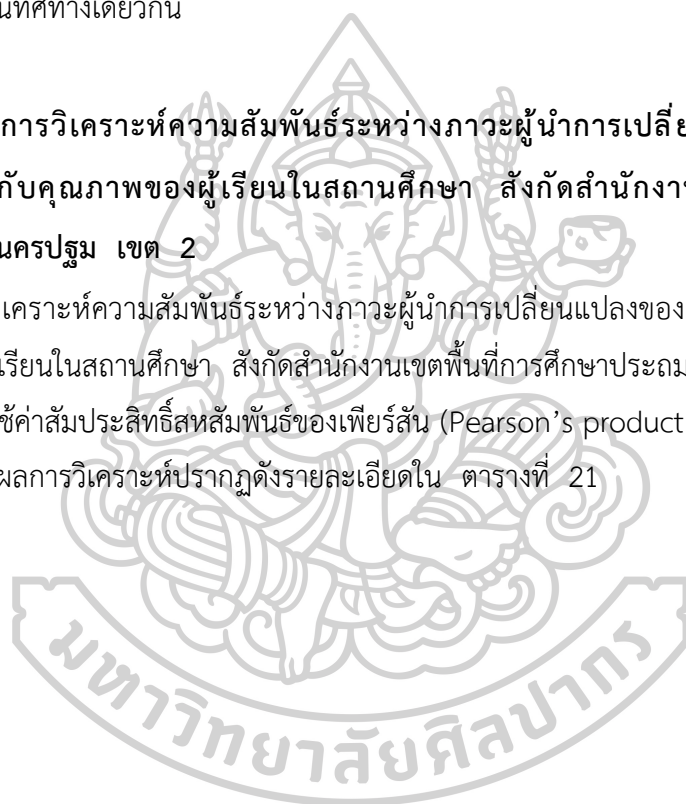 นทิศทางเดียวกัน
การวิเคราะห์ความสัมพันธ์ระหว่างภาวะผู้นำการเปลี่ย
กับคุณภาพของผู้เรียนในสถานศึกษา สังกัดสำนักงาน
นครปฐม เขต 2
เคราะห์ความสัมพันธ์ระหว่างภาวะผู้นำการเปลี่ยนแปลงของ
เรียนในสถานศึกษา สังกัดสำนักงานเขตพื้นที่การศึกษาประถม
ช้ค่าสัมประสิทธิ์สหสัมพันธ์ของเพียร์สัน (Pearson's product
ผลการวิเคราะห์ปรากฏดังรายละเอียดใน ตารางที่ 21
มหาวิทยาลัยศิลปากร